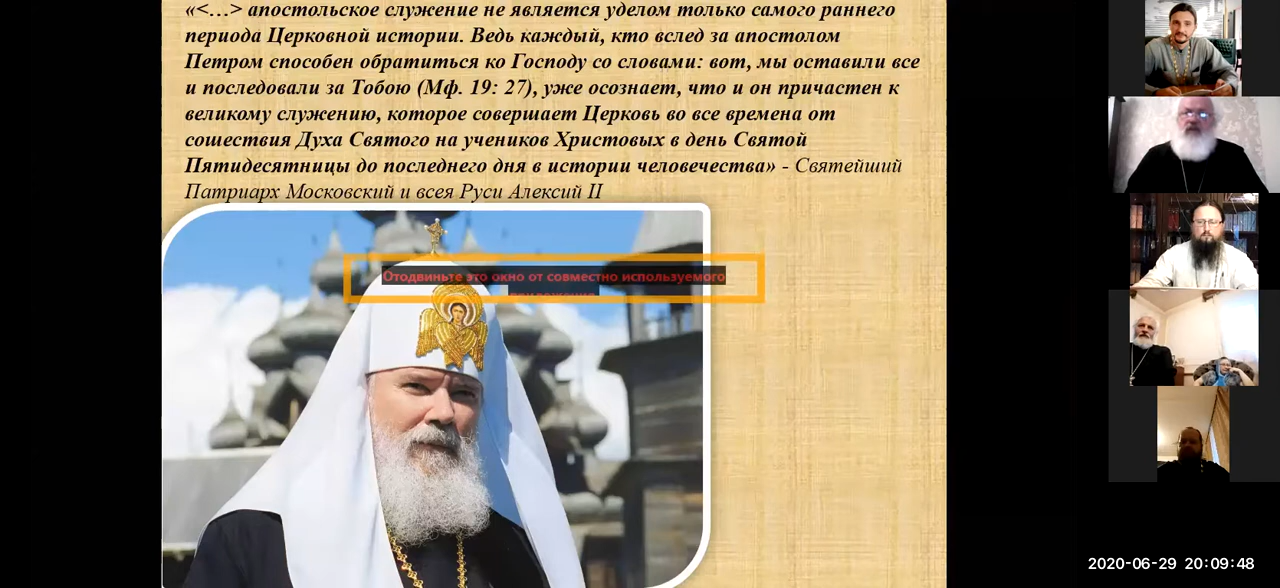 «<…> апостольское служение не является уделом только самого раннего
периода Церковной истории. Ведь каждый, кто вслед за апостолом
Петром способен обратиться ко Господу со словами: вот, мы оставили все
и последовали за Тобою (Мф. 19: 27), уже осознает, что и он причастен к
великому служению, которое совершает Церковь во все времена от
сошествия Духа Святого на учеников Христовых в день Святой
Пятидесятницы до последнего дня в истории человечества» - Святейший
Патриарх Московский и всея Руси Алексий II
Отодвиньте это окно от совместно используемого
приложения
2020-06-29 20:09:48